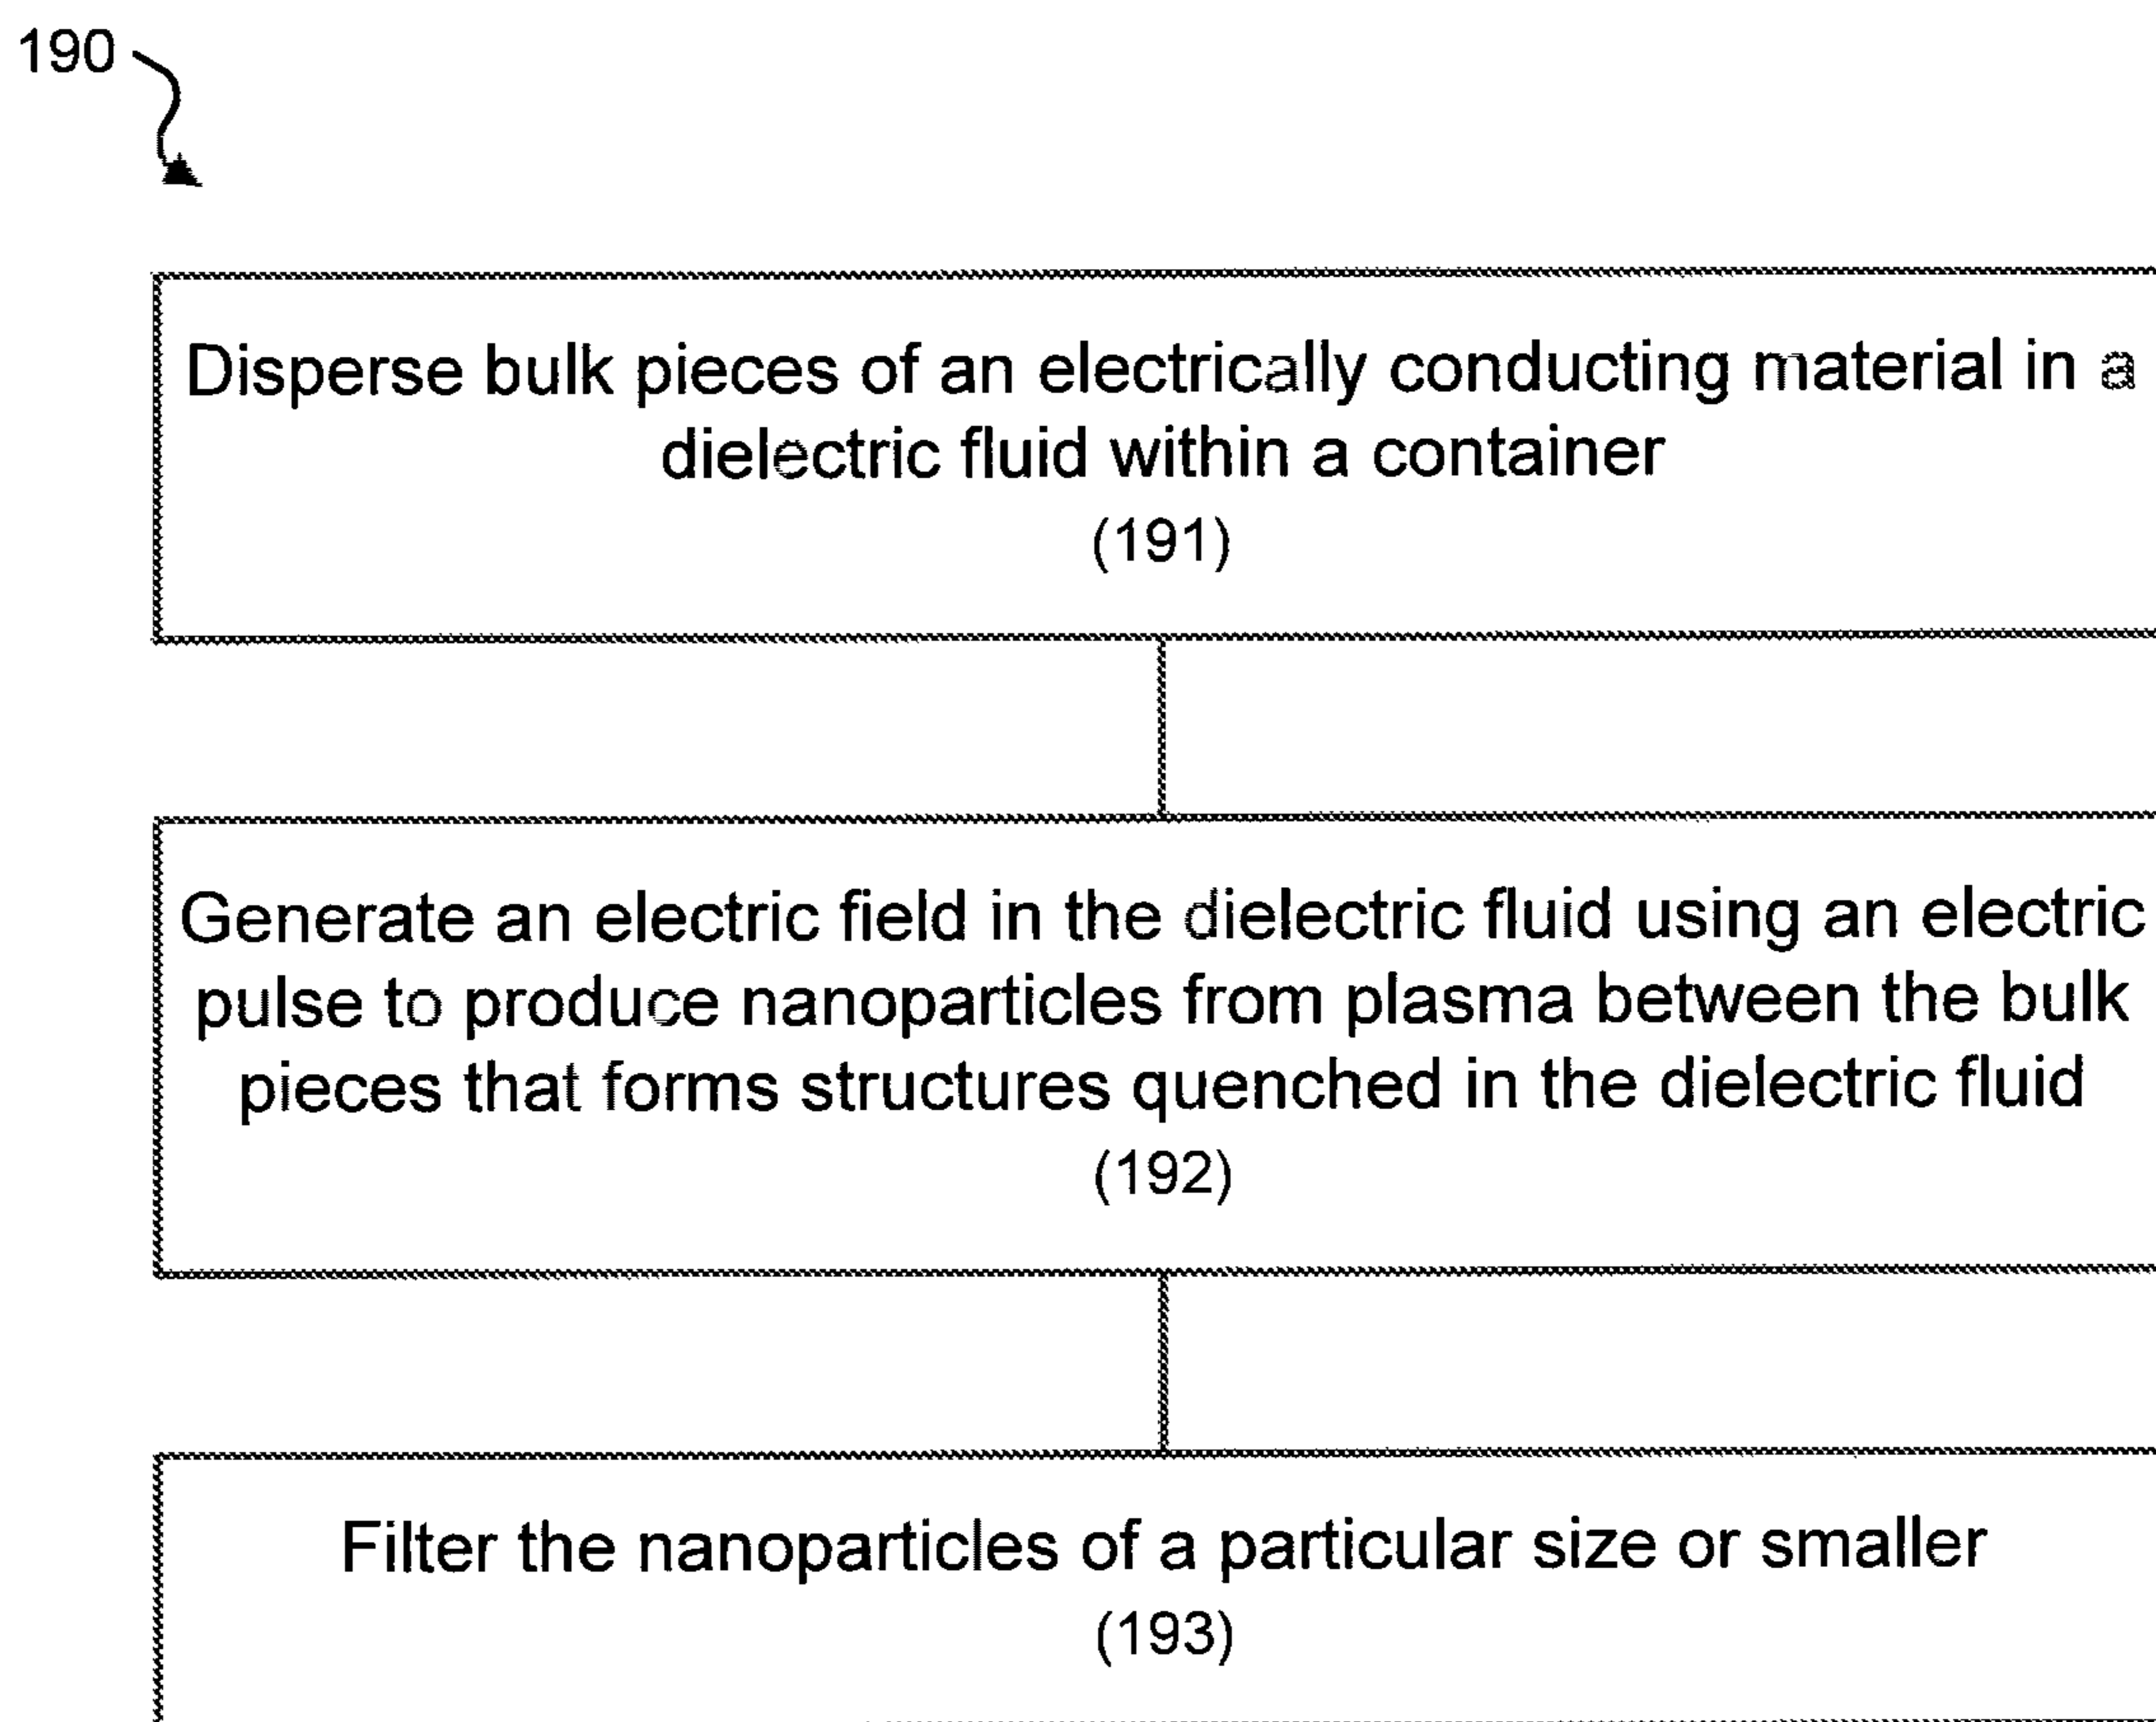 190
Disperse bulk pieces of an electrically conducting material in a
dielectric fluid within a container
(191)
Generate an electric field in the dielectric fluid using an electric
pulse to produce nanoparticles from plasma between the bulk
pieces that forms structures quenched in the dielectric fluid
(192)
Filter the nanoparticles of a particular size or smaller
(193)